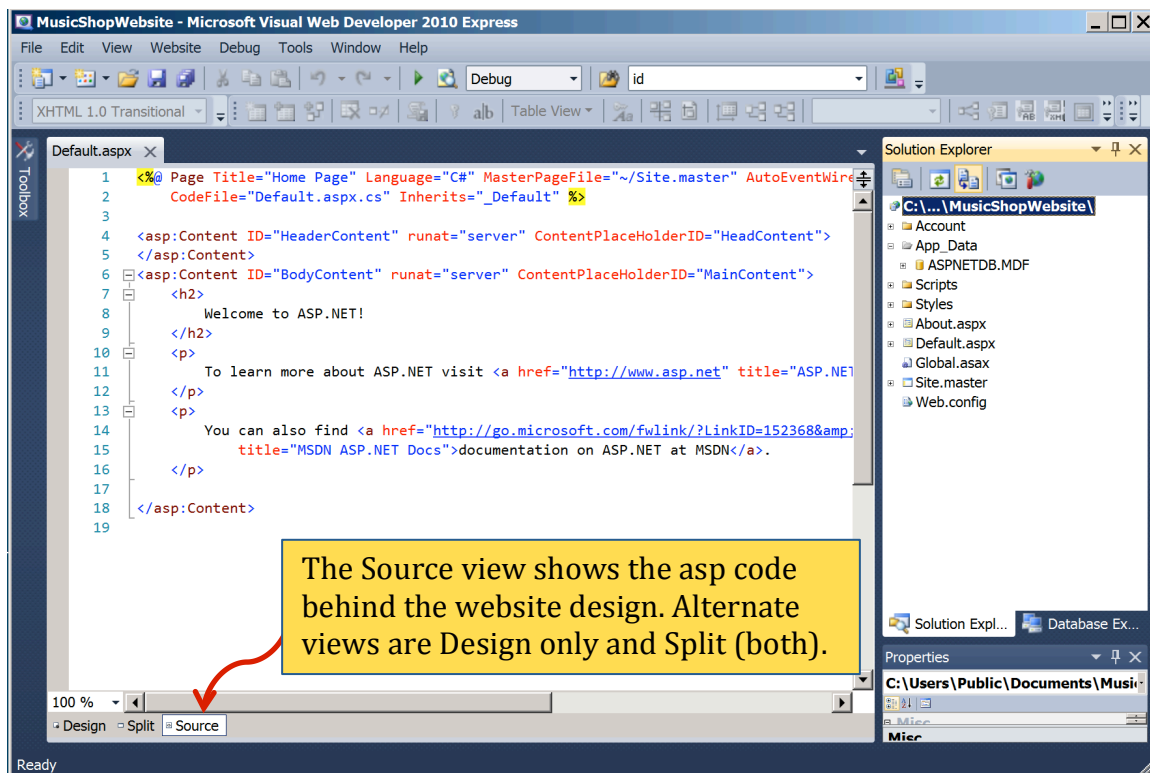 MusicShopWebsite - Microsoft Visual Web Developer 2010 Express
File Edit View Website Debug Tools Window Help
Debug id
XHTML 1.0 Transitional Table View
Toolbox
Default.aspx
1 <%@ Page Title="Home Page" Language="C#" MasterPageFile="~/Site.master" AutoEventWire
2 CodeFile="Default.aspx.cs" Inherits="_Default" %>
3
4 <asp:Content ID="HeaderContent" runat="server" ContentPlaceHolderID="HeadContent">
5 </asp:Content>
6 <asp:Content ID="BodyContent" runat="server" ContentPlaceHolderID="MainContent">
7 <h2>
8 Welcome to ASP.NET!
9 </h2>
10 <p>
11 To learn more about ASP.NET visit <a href="http://www.asp.net" title="ASP.NET
12 </p>
13 <p>
14 You can also find <a href="http://go.microsoft.com/fwlink/?LinkID=152368&amp;
15 title="MSDN ASP.NET Docs">documentation on ASP.NET at MSDN</a>.
16 </p>
17
18 </asp:Content>
19
The Source view shows the asp code
behind the website design. Alternate
views are Design only and Split (both).
100 %
Design Split Source
Ready
Solution Explorer
C:\...\MusicShopWebsite\
Account
App_Data
ASPNETDB.MDF
Scripts
Styles
About.aspx
Default.aspx
Global.asax
Site.master
Web.config
Solution Expl... Database Ex...
Properties
C:\Users\Public\Documents\Music
Misc
Misc